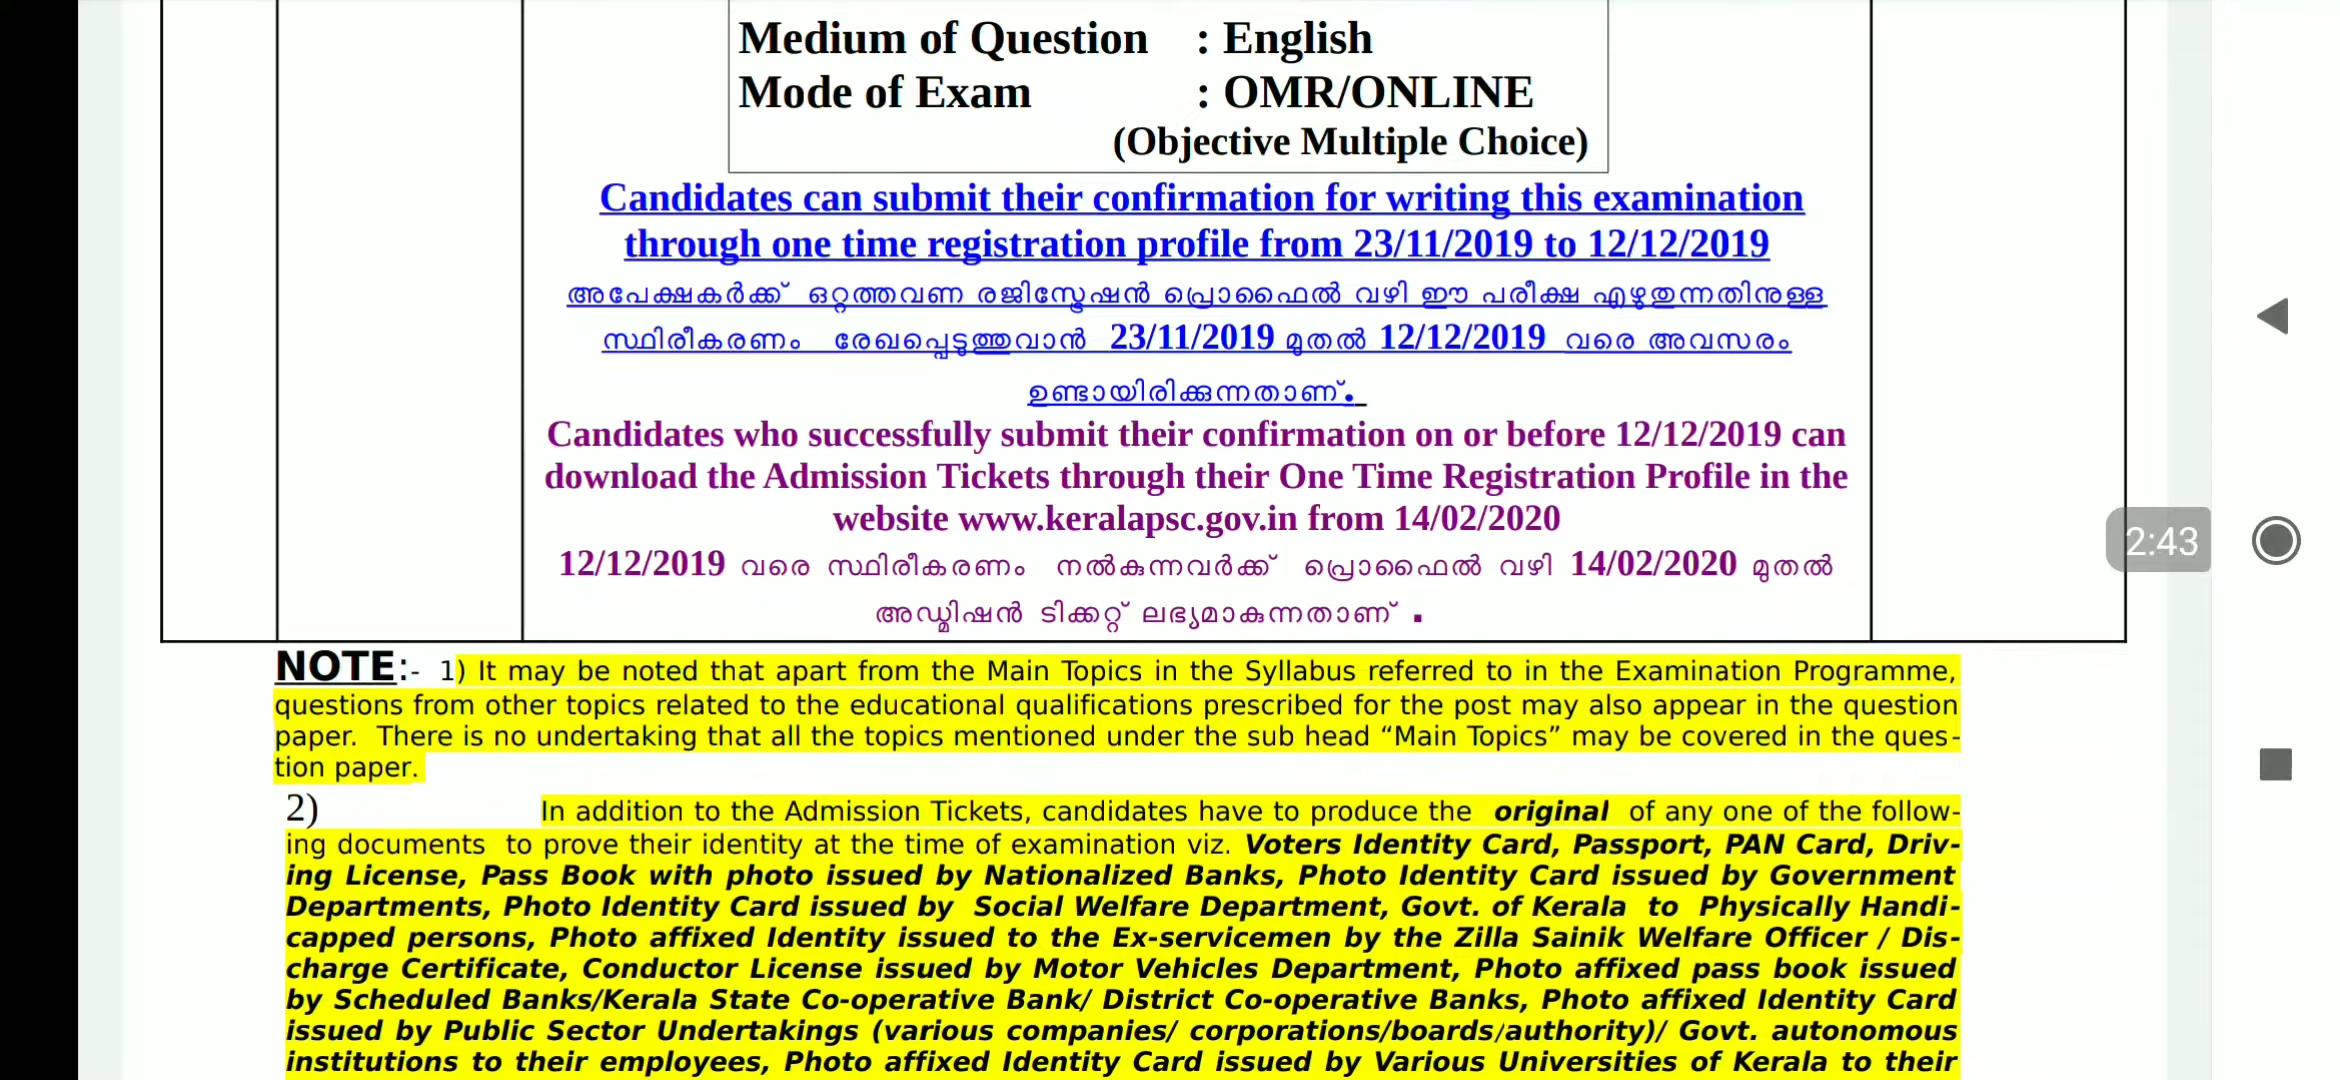 Medium of Question : English
Mode of Exam : OMR/ONLINE
(Objective Multiple Choice)
Candidates can submit their confirmation for writing this examination
through one time registration profile from 23/11/2019 to 12/12/2019
അപേക്ഷകർക്ക് ഒറ്റത്തവണ രജിസ്ട്രേഷൻ പ്രൊഫൈൽ വഴി ഈ പരീക്ഷ എഴുതുന്നതിനുള്ള
സ്ഥിരീകരണം രേഖപ്പെടുത്തുവാൻ 23/11/2019 മുതൽ 12/12/2019 വരെ അവസരം
ഉണ്ടായിരിക്കുന്നതാണ്.
Candidates who successfully submit their confirmation on or before 12/12/2019 can
download the Admission Tickets through their One Time Registration Profile in the
website www.keralapsc.gov.in from 14/02/2020
12/12/2019 വരെ സ്ഥിരീകരണം നൽകുന്നവർക്ക് പ്രൊഫൈൽ വഴി 14/02/2020 മുതൽ
അഡ്മിഷൻ ടിക്കറ്റ് ലഭ്യമാകുന്നതാണ് .
2:43
NOTE:- 1) It may be noted that apart from the Main Topics in the Syllabus referred to in the Examination Programme,
questions from other topics related to the educational qualifications prescribed for the post may also appear in the question
paper. There is no undertaking that all the topics mentioned under the sub head “Main Topics” may be covered in the ques-
tion paper.
2) In addition to the Admission Tickets, candidates have to produce the original of any one of the follow-
ing documents to prove their identity at the time of examination viz. Voters Identity Card, Passport, PAN Card, Driv-
ing License, Pass Book with photo issued by Nationalized Banks, Photo Identity Card issued by Government
Departments, Photo Identity Card issued by Social Welfare Department, Govt. of Kerala to Physically Handi-
capped persons, Photo affixed Identity issued to the Ex-servicemen by the Zilla Sainik Welfare Officer / Dis-
charge Certificate, Conductor License issued by Motor Vehicles Department, Photo affixed pass book issued
by Scheduled Banks/Kerala State Co-operative Bank/ District Co-operative Banks, Photo affixed Identity Card
issued by Public Sector Undertakings (various companies/ corporations/boards/authority)/ Govt. autonomous
institutions to their employees, Photo affixed Identity Card issued by Various Universities of Kerala to their